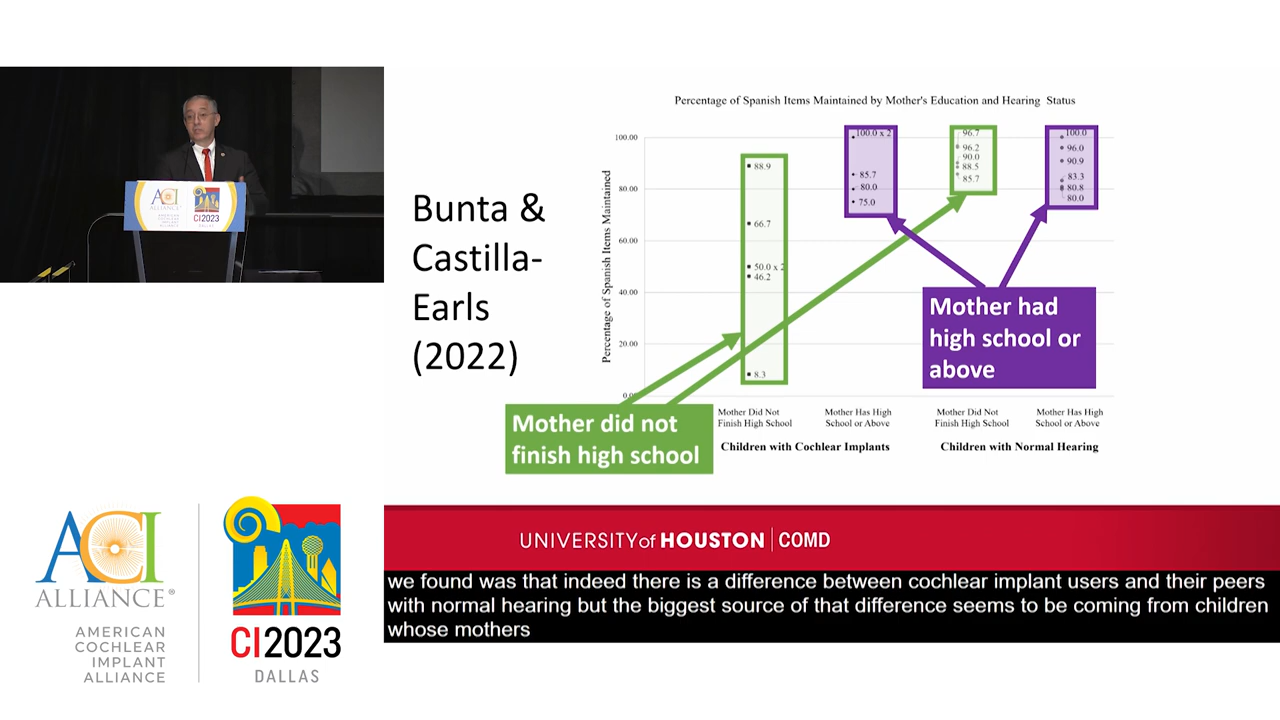 ACI
ALLIANCE
AMERICAN
COCHLEAR
IMPLANT
ALLIANCE
CI2023
DALLAS
Bunta &
Castilla-
Earls
(2022)
Percentage of Spanish Items Maintained by Mother's Education and Hearing Status
Percentage of Spanish Items Maintained
100.00
80.00
60.00
40.00
20.00
88.9
66.7
50.0 x 2
46.2
8.3
100.0 x 2
85.7
80.0
75.0
96.7
96.2
90.0
88.5
85.7
100.0
96.0
90.9
83.3
80.8
80.0
Mother had
high school or
above
Mother did not
finish high school
Mother Did Not
Finish High School
Mother Has High
School or Above
Mother Did Not
Finish High School
Mother Has High
School or Above
Children with Cochlear Implants
Children with Normal Hearing
UNIVERSITY of HOUSTON | COMD
we found was that indeed there is a difference between cochlear implant users and their peers
with normal hearing but the biggest source of that difference seems to be coming from children
whose mothers
ACI
ALLIANCE®
AMERICAN
COCHLEAR
IMPLANT
ALLIANCE
CI2023
DALLAS